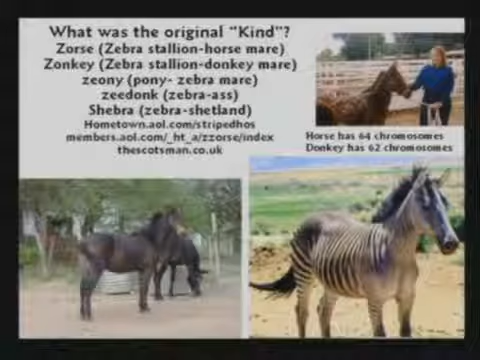 What was the original "Kind"?
Zorse (Zebra stallion-horse mare)
Zonkey (Zebra stallion-donkey mare)
zeony (pony- zebra mare)
zeedonk (zebra-ass)
Shebra (zebra-shetland)
Hometown.aol.com/stripedhos
members.aol.com/_ht_a/zzorse/index
thescotsman.co.uk
Horse has 64 chromosomes
Donkey has 62 chromosomes